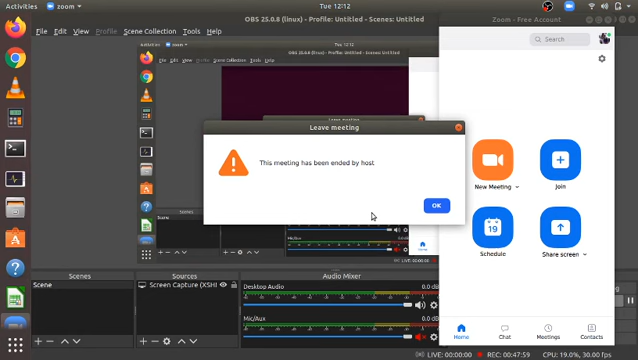 Activities
zoom
Tue 12:12
OBS 25.0.8 (linux) - Profile: Untitled - Scenes: Untitled
Zoom - Free Account
File Edit View Profile Scene Collection Tools Help
Search
Leave meeting
This meeting has been ended by host
OK
New Meeting
Join
19
Schedule
Share screen
Scenes
Sources
Audio Mixer
Scene
Screen Capture (XSH
Desktop Audio
0.0 dB
Mic/Aux
0.0 dB
Home
Chat
Meetings
Contacts
LIVE: 00:00:00
REC: 00:47:59
CPU: 19.0%, 30.00 fps